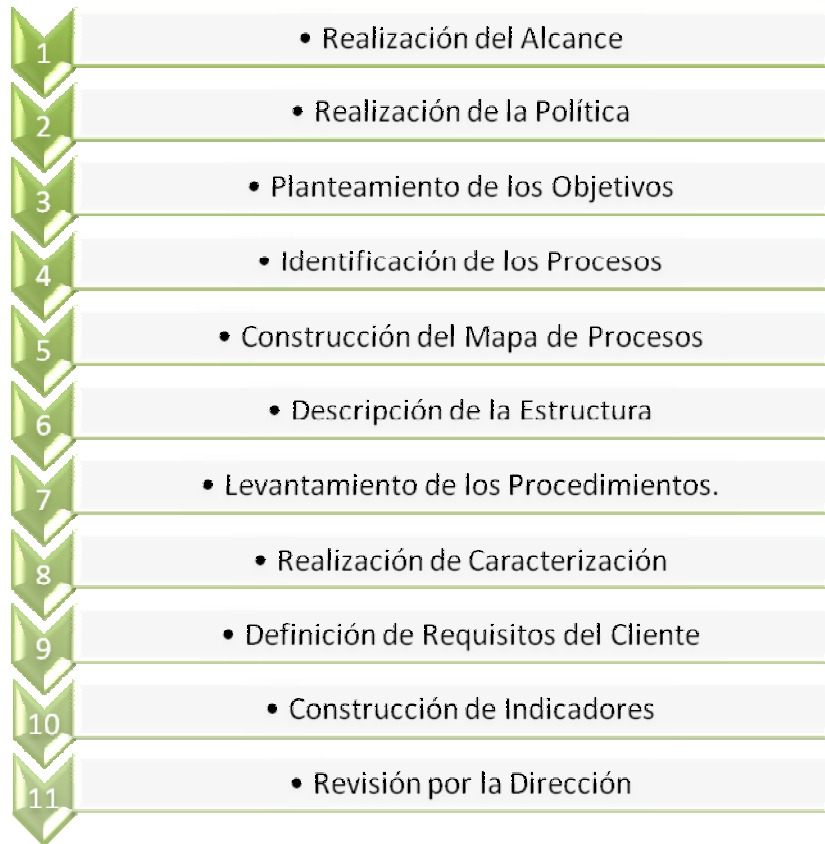 1 • Realización del Alcance
2 • Realización de la Política
3 • Planteamiento de los Objetivos
4 • Identificación de los Procesos
5 • Construcción del Mapa de Procesos
6 • Descripción de la Estructura
7 • Levantamiento de los Procedimientos.
8 • Realización de Caracterización
9 • Definición de Requisitos del Cliente
10 • Construcción de Indicadores
11 • Revisión por la Dirección